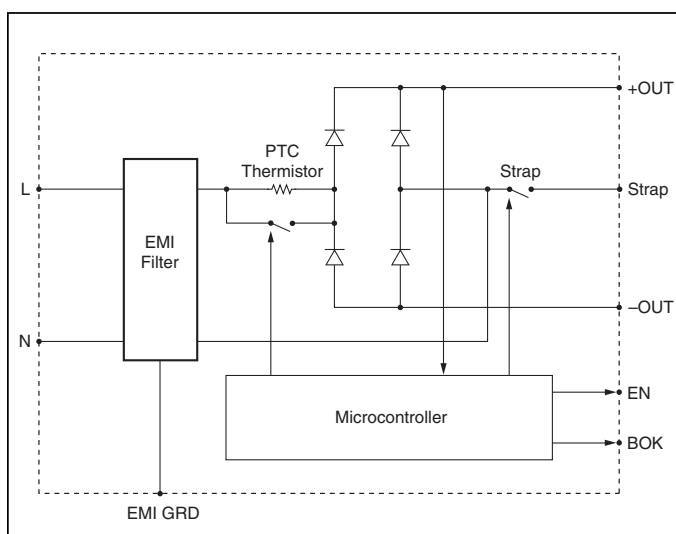 +OUT
PTC
Thermistor
Strap
L
Strap
EMI
Filter
–OUT
N
EN
Microcontroller
BOK
EMI GRD